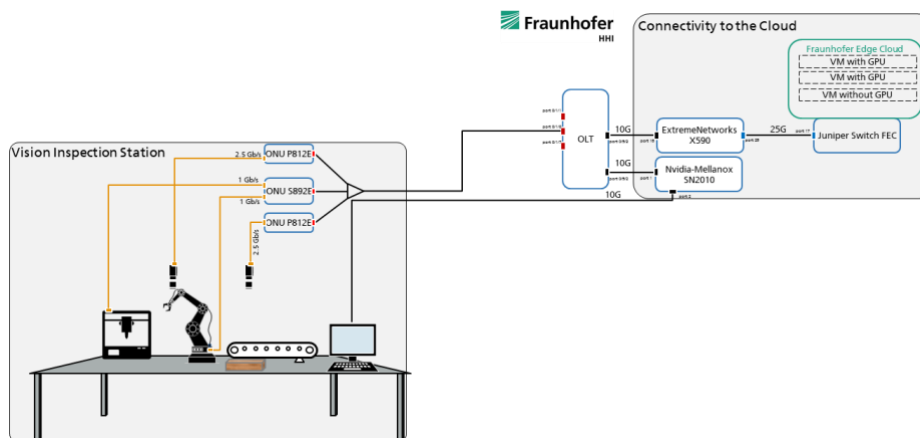 Fraunhofer
HHI
Connectivity to the Cloud
Fraunhofer Edge Cloud
VM with GPU
VM with GPU
VM without GPU
OLT
10G
ExtremeNetworks
X590
25G
Juniper Switch FEC
10G
Nvidia-Mellanox
SN2010
10G
Vision Inspection Station
2.5 Gb/s
ONU P812E
1 Gb/s
ONU S892E
1 Gb/s
ONU P812E
2.5 Gb/s